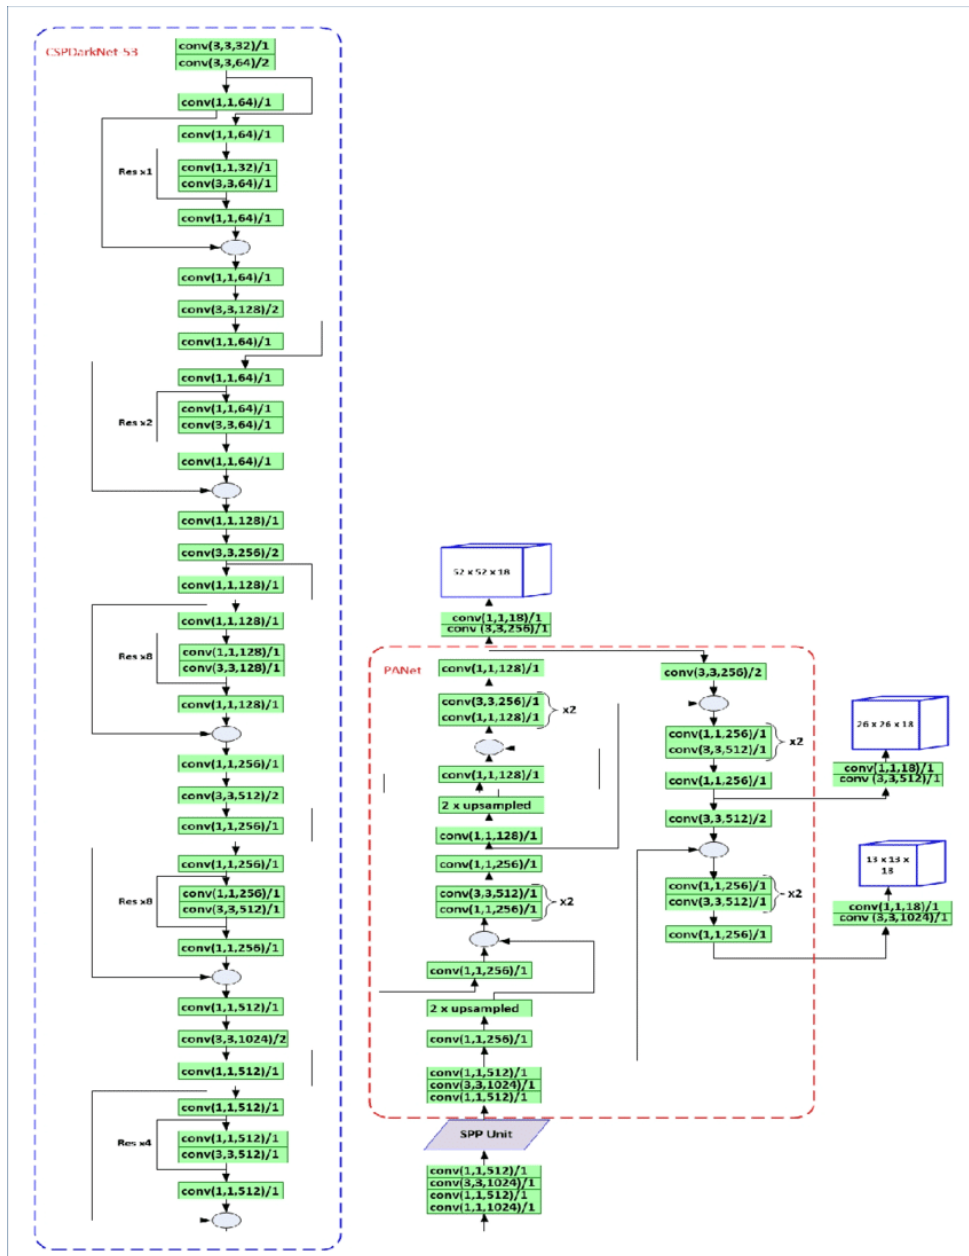 CSPDarkNet 53
conv(3,3,32)/1
conv(3,3,64)/2
conv(1,1,64)/1
conv(1,1,64)/1
Res x1
conv(1,1,32)/1
conv(3,3,64)/1
conv(1,1,64)/1
conv(1,1,64)/1
conv(3,3,128)/2
conv(1,1,64)/1
conv(1,1,64)/1
Res x2
conv(1,1,64)/1
conv(3,3,64)/1
conv(1,1,64)/1
conv(1,1,128)/1
conv(3,3,256)/2
conv(1,1,128)/1
conv(1,1,128)/1
Res x8
conv(1,1,128)/1
conv(3,3,128)/1
conv(1,1,128)/1
conv(1,1,256)/1
conv(3,3,512)/2
conv(1,1,256)/1
conv(1,1,256)/1
Res x8
conv(1,1,256)/1
conv(3,3,512)/1
conv(1,1,256)/1
conv(1,1,512)/1
conv(3,3,1024)/2
conv(1,1,512)/1
conv(1,1,512)/1
Res x4
conv(1,1,512)/1
conv(3,3,512)/1
conv(1,1,512)/1
52 x 52 x 18
conv(1,1,18)/1
conv (3,3,256)/1
PANet
conv(1,1,128)/1
conv(3,3,256)/1
conv(1,1,128)/1
x2
conv(1,1,128)/1
2 x upsampled
conv(1,1,128)/1
conv(1,1,256)/1
conv(3,3,512)/1
conv(1,1,256)/1
x2
conv(1,1,256)/1
2 x upsampled
conv(1,1,256)/1
conv(1,1,512)/1
conv(3,3,1024)/1
conv(1,1,512)/1
SPP Unit
conv(1,1,512)/1
conv(3,3,1024)/1
conv(1,1,512)/1
conv(1,1,1024)/1
conv(3,3,256)/2
conv(1,1,256)/1
conv(3,3,512)/1
x2
conv(1,1,256)/1
conv(3,3,512)/2
conv(1,1,256)/1
conv(3,3,512)/1
x2
conv(1,1,256)/1
26 x 26 x 18
conv(1,1,18)/1
conv (3,3,512)/1
13 x 13 x
18
conv(1,1,18)/1
conv (3,3,1024)/1